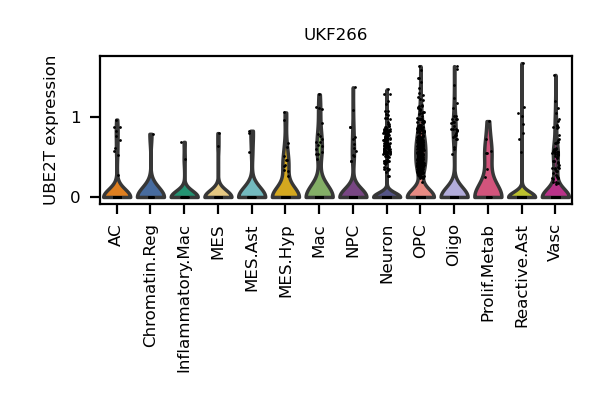 UKF266
UBE2T expression
1
0
AC
Chromatin.Reg
Inflammatory.Mac
MES
MES.Ast
MES.Hyp
Mac
NPC
Neuron
OPC
Oligo
Prolif.Metab
Reactive.Ast
Vasc